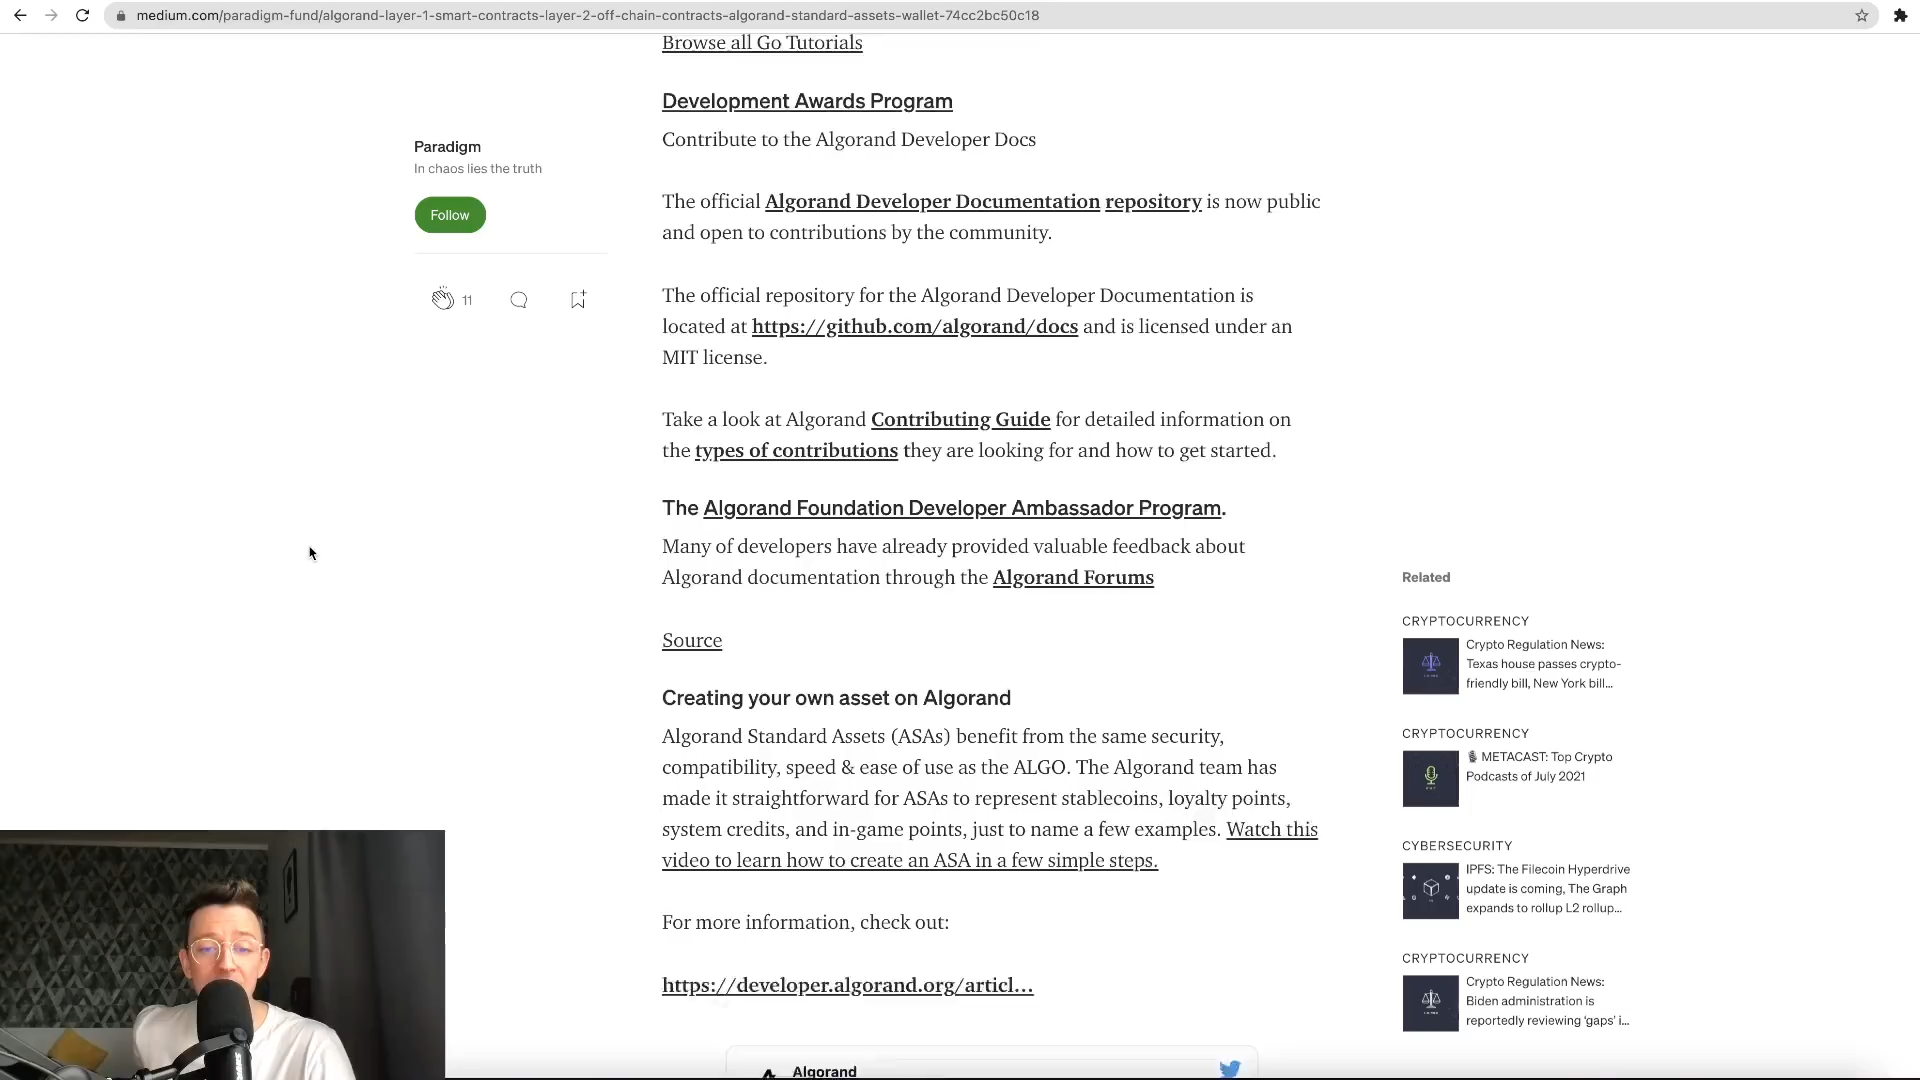 medium.com/paradigm-fund/algorand-layer-1-smart-contracts-layer-2-off-chain-contracts-algorand-standard-assets-wallet-74cc2bc50c18
Browse all Go Tutorials
Development Awards Program
Contribute to the Algorand Developer Docs
Paradigm
In chaos lies the truth
Follow
11
The official Algorand Developer Documentation repository is now public
and open to contributions by the community.
The official repository for the Algorand Developer Documentation is
located at https://github.com/algorand/docs and is licensed under an
MIT license.
Take a look at Algorand Contributing Guide for detailed information on
the types of contributions they are looking for and how to get started.
The Algorand Foundation Developer Ambassador Program.
Many of developers have already provided valuable feedback about
Algorand documentation through the Algorand Forums
Source
Creating your own asset on Algorand
Algorand Standard Assets (ASAs) benefit from the same security,
compatibility, speed & ease of use as the ALGO. The Algorand team has
made it straightforward for ASAs to represent stablecoins, loyalty points,
system credits, and in-game points, just to name a few examples. Watch this
video to learn how to create an ASA in a few simple steps.
For more information, check out:
https://developer.algorand.org/articl…
Algorand
Related
CRYPTOCURRENCY
Crypto Regulation News:
Texas house passes crypto-
friendly bill, New York bill…
CRYPTOCURRENCY
🎙 METACAST: Top Crypto
Podcasts of July 2021
CYBERSECURITY
IPFS: The Filecoin Hyperdrive
update is coming, The Graph
expands to rollup L2 rollup…
CRYPTOCURRENCY
Crypto Regulation News:
Biden administration is
reportedly reviewing ‘gaps’ i…